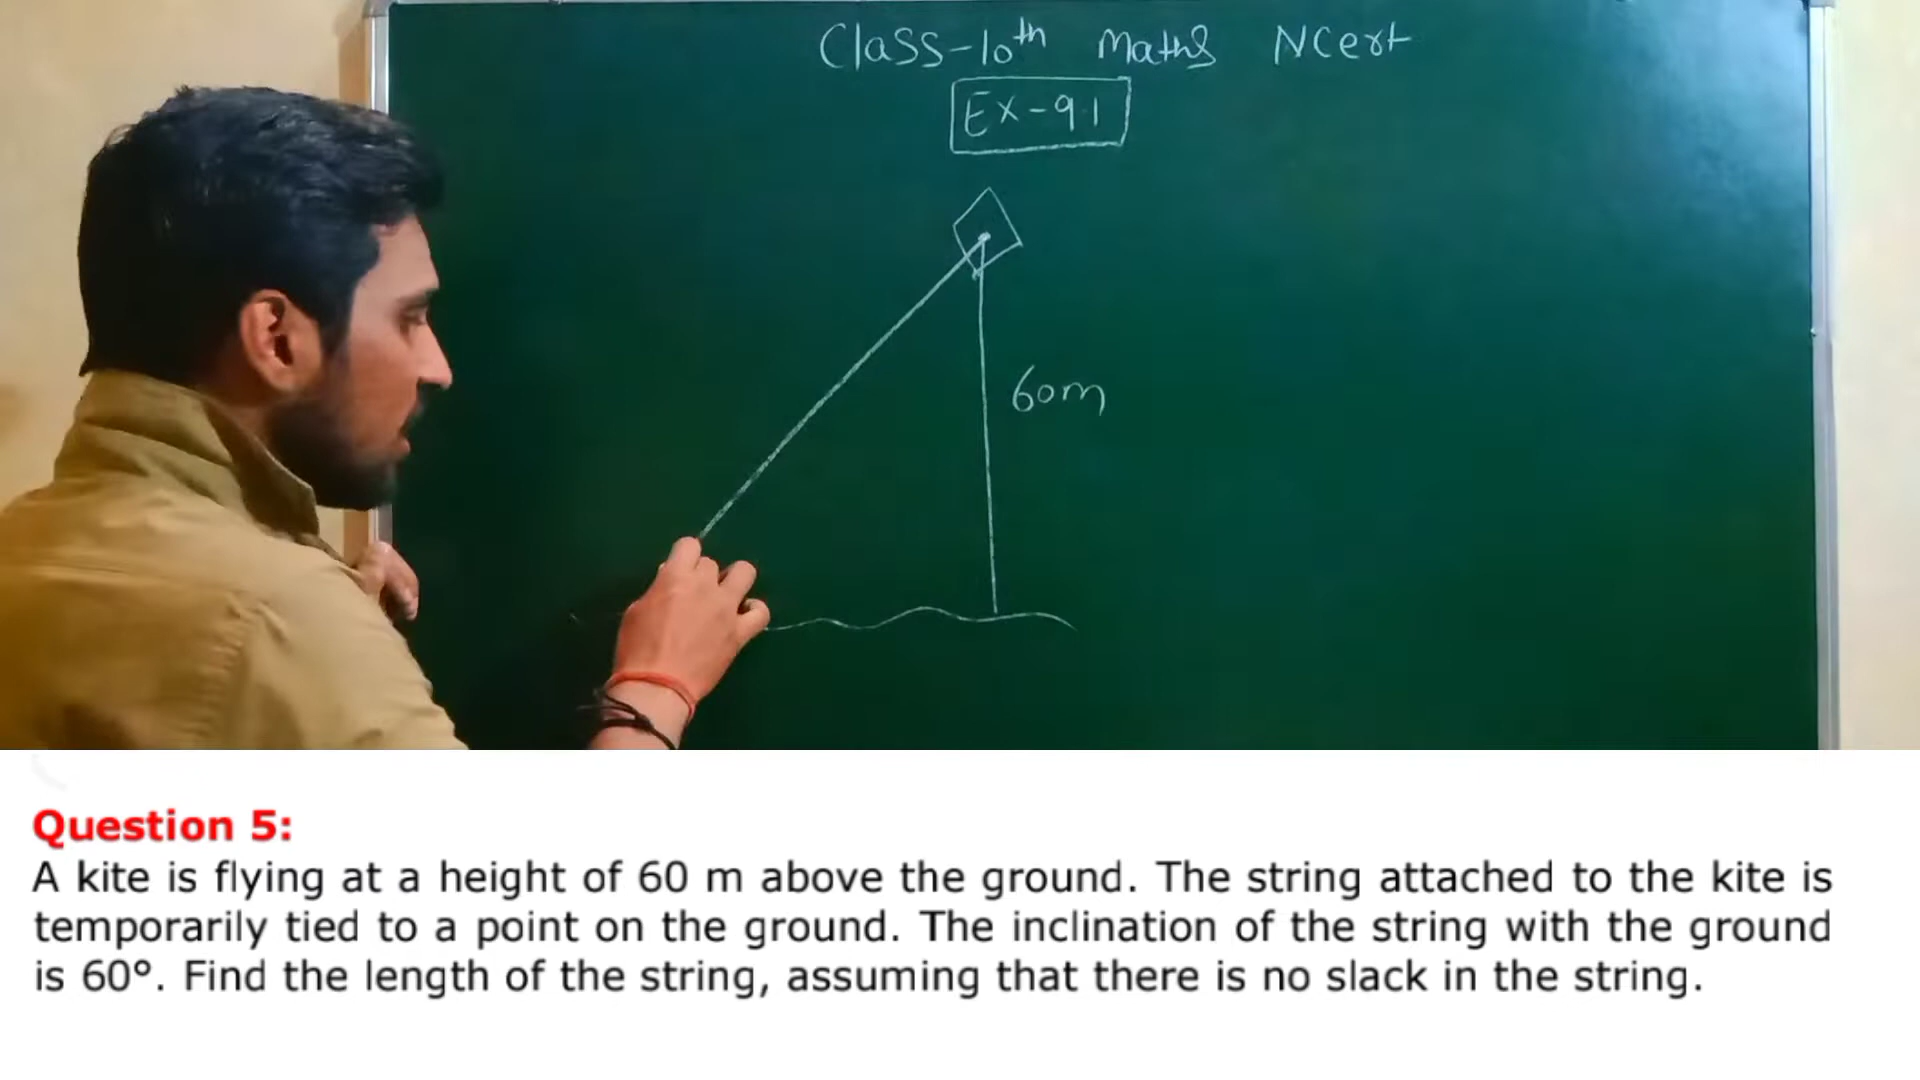 Class-10th Maths NCert
Ex-9.1
60m
Question 5:
A kite is flying at a height of 60 m above the ground. The string attached to the kite is
temporarily tied to a point on the ground. The inclination of the string with the ground
is 60°. Find the length of the string, assuming that there is no slack in the string.